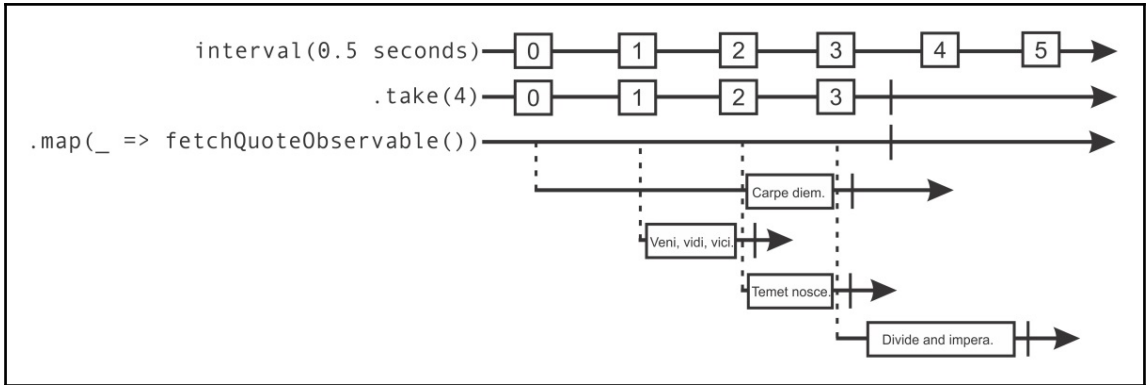 interval(0.5 seconds) 0 1 2 3 4 5
.take(4) 0 1 2 3
.map(_ => fetchQuoteObservable())
Carpe diem.
Veni, vidi, vici.
Temet nosce.
Divide and impera.